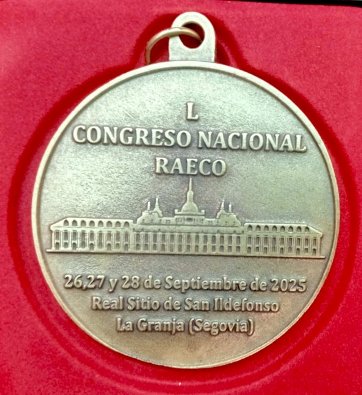 L
CONGRESO NACIONAL
RAECO
26,27 y 28 de Septiembre de 2025
Real Sitio de San Ildefonso
La Granja (Segovia)